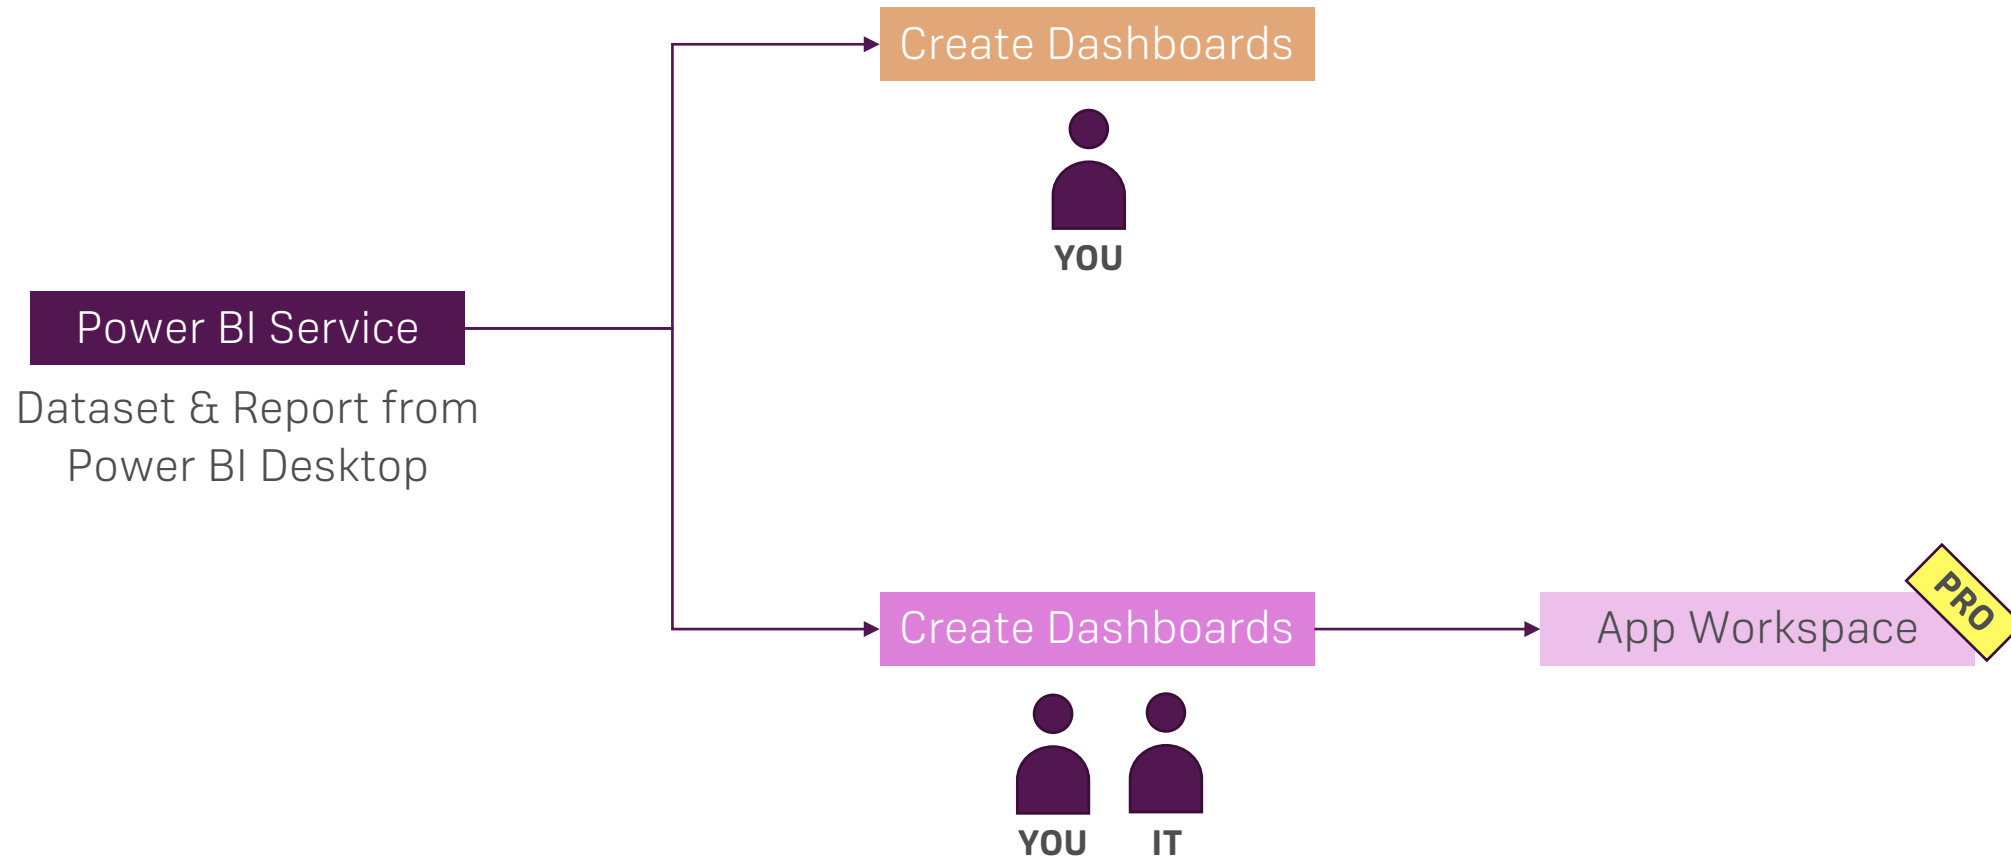 Create Dashboards
YOU
Power BI Service
Dataset & Report from
Power BI Desktop
Create Dashboards
App Workspace
PRO
YOU
IT